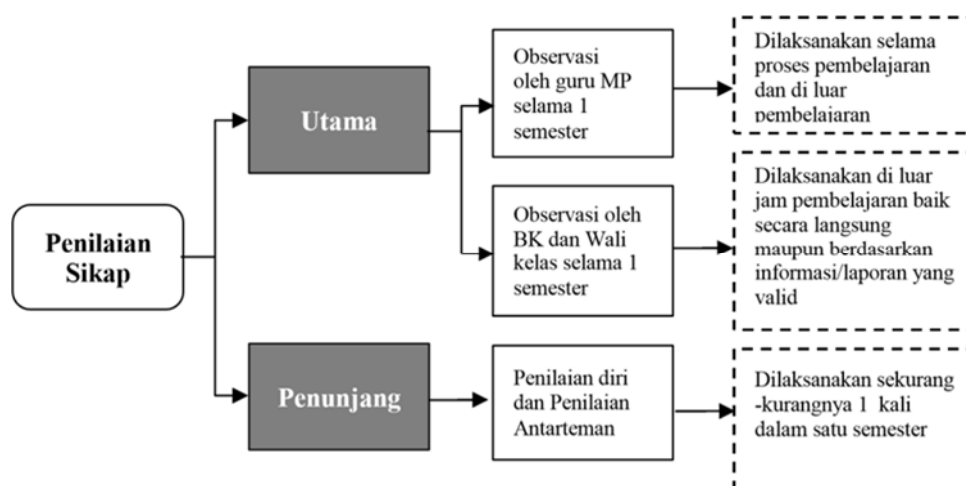 Penilaian
Sikap
Utama
Observasi
oleh guru MP
selama 1
semester
Dilaksanakan selama
proses pembelajaran
dan di luar
pembelajaran
Observasi oleh
BK dan Wali
kelas selama 1
semester
Dilaksanakan di luar
jam pembelajaran baik
secara langsung
maupun berdasarkan
informasi/laporan yang
valid
Penunjang
Penilaian diri
dan Penilaian
Antarteman
Dilaksanakan sekurang
-kurangnya 1 kali
dalam satu semester